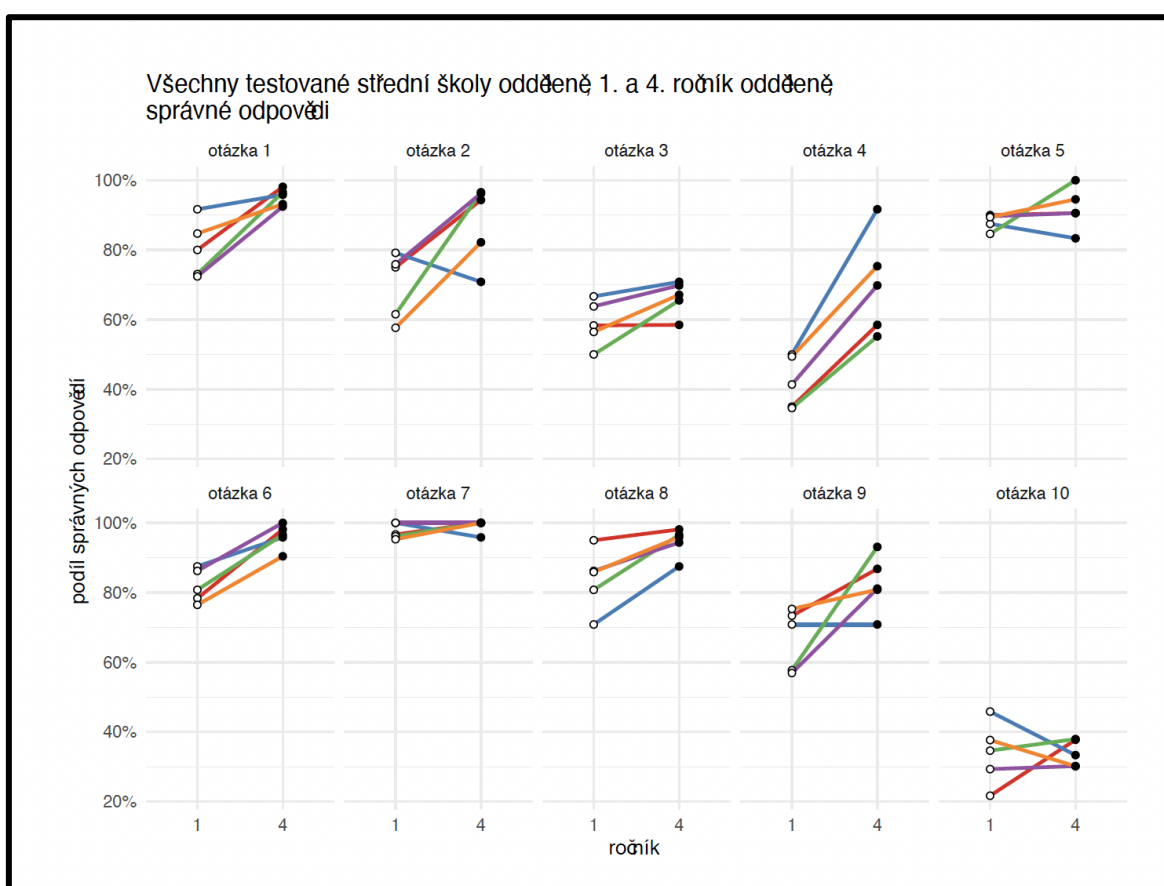 Všechny testované střední školy odděleně, 1. a 4. ročník odděleně,
správné odpovědi
otázka 1 otázka 2 otázka 3 otázka 4 otázka 5
100%
80%
60%
40%
20%
otázka 6 otázka 7 otázka 8 otázka 9 otázka 10
100%
80%
60%
40%
20%
podíl správných odpovědí
1 4 1 4 1 4 1 4 1 4
ročník